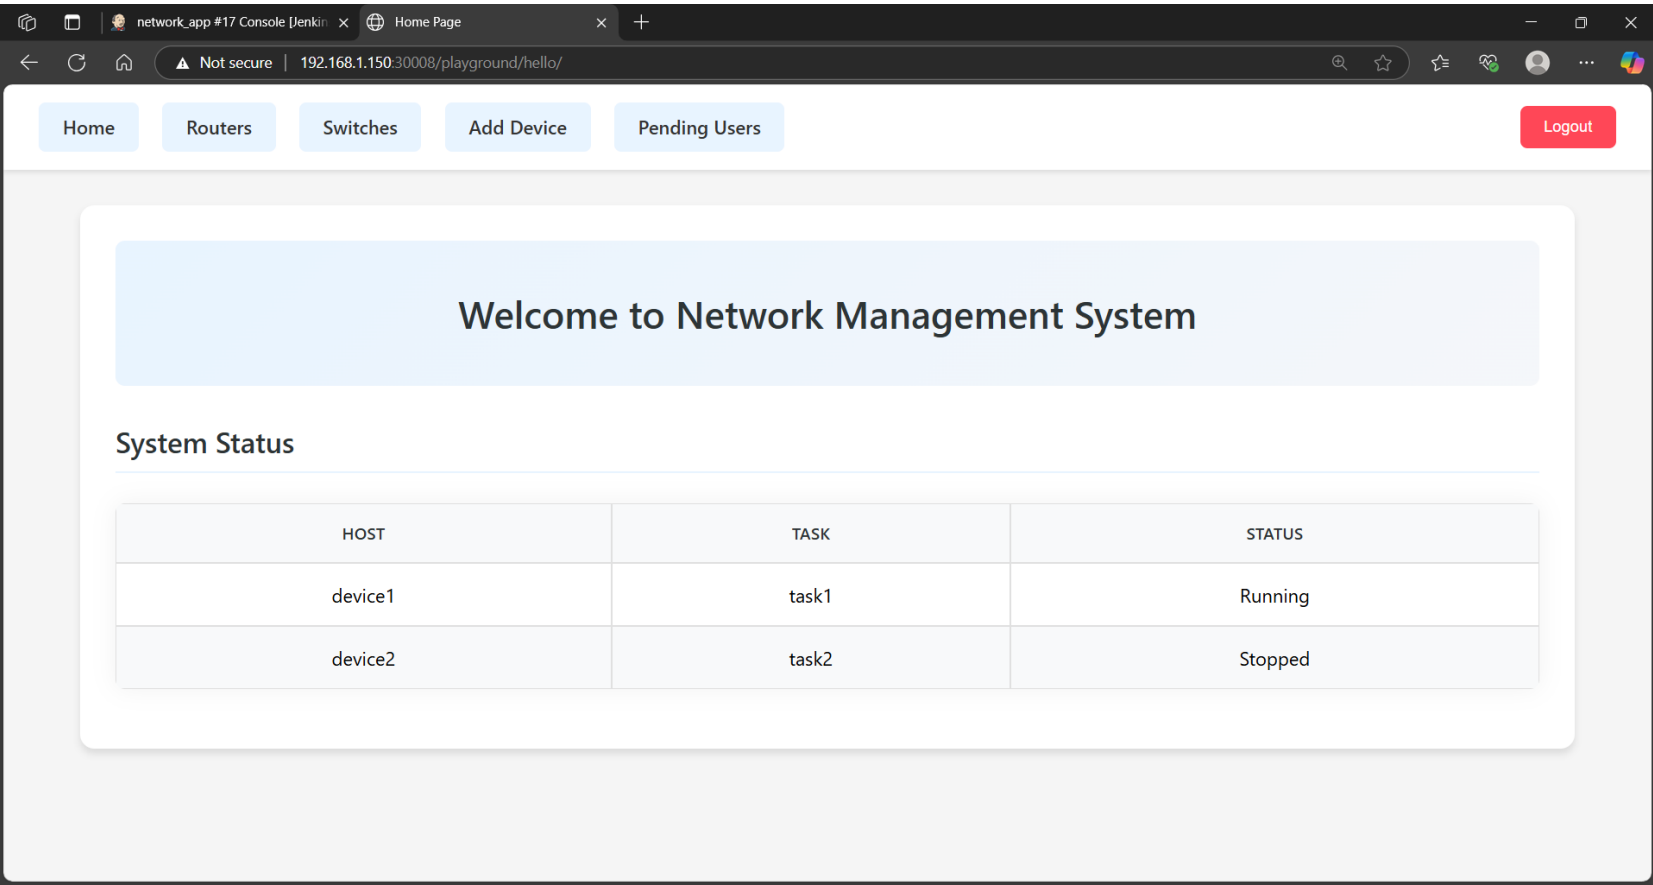 network_app #17 Console [Jenkin
Home Page
Not secure
192.168.1.150:30008/playground/hello/
Home
Routers
Switches
Add Device
Pending Users
Logout
Welcome to Network Management System
System Status
HOST TASK STATUS
device1 task1 Running
device2 task2 Stopped